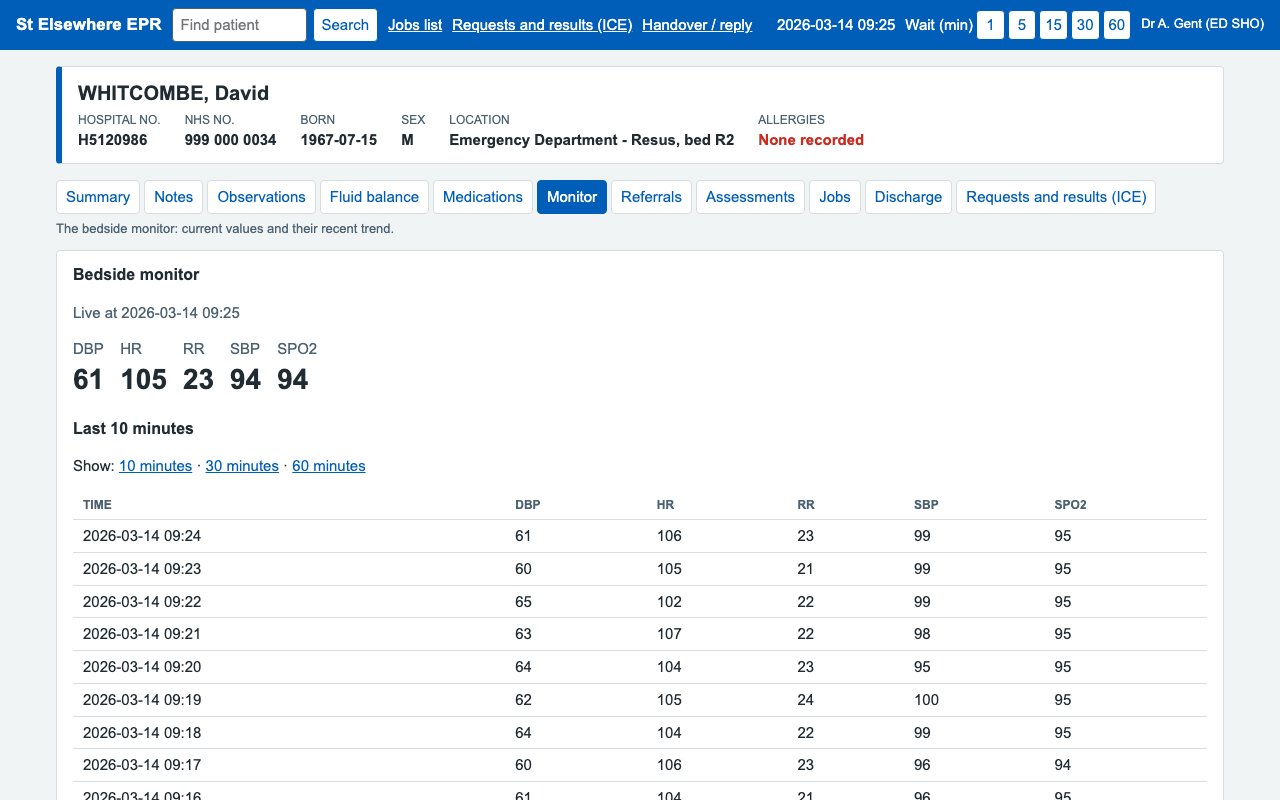 St Elsewhere EPR Find patient Search Jobs list Requests and results (ICE) Handover / reply 2026-03-14 09:25 Wait (min) 1 5 15 30 60 Dr A. Gent (ED SHO)
WHITCOMBE, David
HOSPITAL NO. NHS NO. BORN SEX LOCATION ALLERGIES
H5120986 999 000 0034 1967-07-15 M Emergency Department - Resus, bed R2 None recorded
Summary Notes Observations Fluid balance Medications Monitor Referrals Assessments Jobs Discharge Requests and results (ICE)
The bedside monitor: current values and their recent trend.
Bedside monitor
Live at 2026-03-14 09:25
DBP HR RR SBP SPO2
61 105 23 94 94
Last 10 minutes
Show: 10 minutes · 30 minutes · 60 minutes
TIME DBP HR RR SBP SPO2
2026-03-14 09:24 61 106 23 99 95
2026-03-14 09:23 60 105 21 99 95
2026-03-14 09:22 65 102 22 99 95
2026-03-14 09:21 63 107 22 98 95
2026-03-14 09:20 64 104 23 95 95
2026-03-14 09:19 62 105 24 100 95
2026-03-14 09:18 64 104 22 99 95
2026-03-14 09:17 60 106 23 96 94
2026-03-14 09:16 61 104 21 96 95